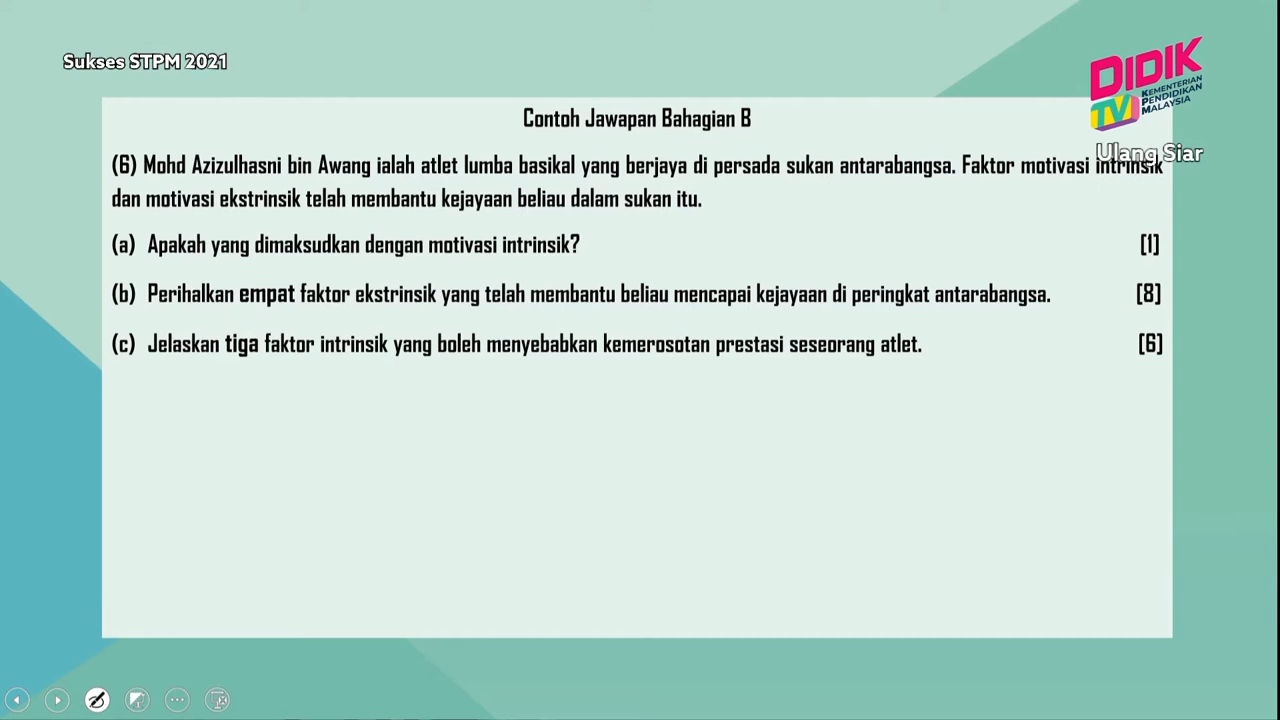 Sukses STPM 2021
DIDIK
TV
KEMENTERIAN
PENDIDIKAN
MALAYSIA
Ulang Siar
Contoh Jawapan Bahagian B
(6) Mohd Azizulhasni bin Awang ialah atlet lumba basikal yang berjaya di persada sukan antarabangsa. Faktor motivasi intrinsik
dan motivasi ekstrinsik telah membantu kejayaan beliau dalam sukan itu.
(a) Apakah yang dimaksudkan dengan motivasi intrinsik? [1]
(b) Perihalkan empat faktor ekstrinsik yang telah membantu beliau mencapai kejayaan di peringkat antarabangsa. [8]
(c) Jelaskan tiga faktor intrinsik yang boleh menyebabkan kemerosotan prestasi seseorang atlet. [6]